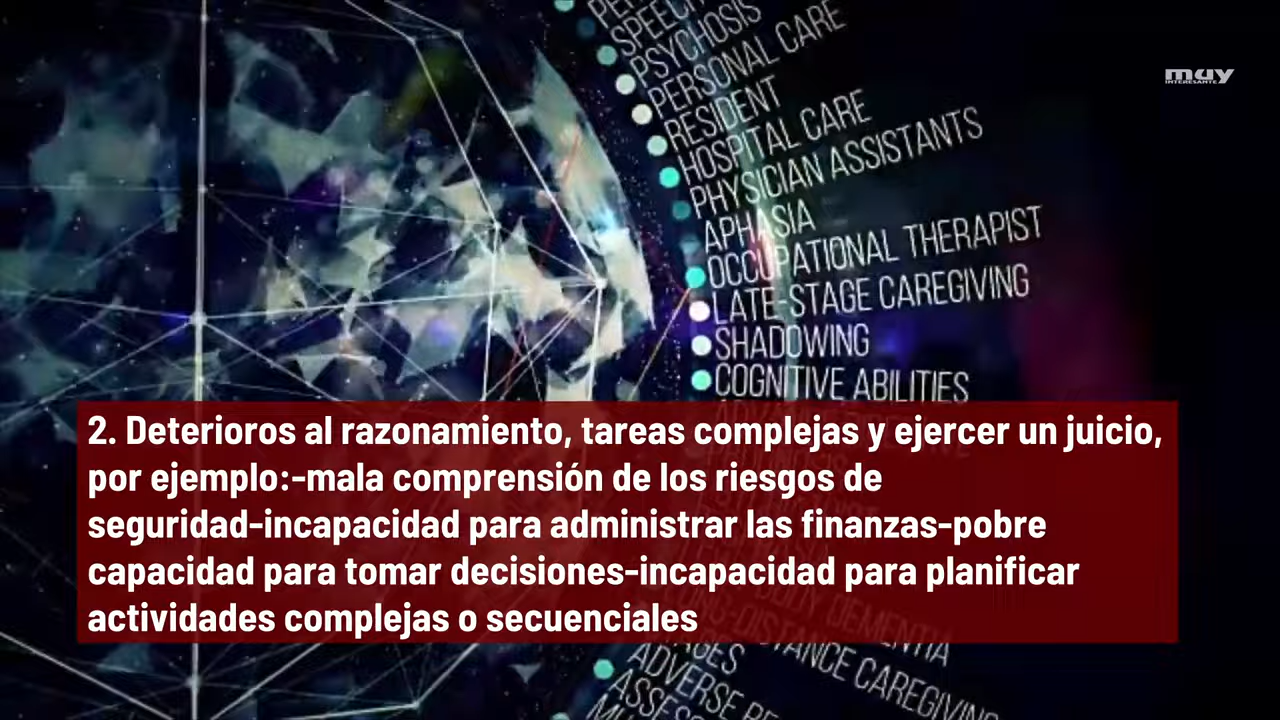 SPEECH
PSYCHOSIS
PERSONAL CARE
RESIDENT
HOSPITAL CARE
PHYSICIAN ASSISTANTS
APHASIA
OCCUPATIONAL THERAPIST
LATE-STAGE CAREGIVING
SHADOWING
COGNITIVE ABILITIES
muy
INTERESANTE
2. Deterioros al razonamiento, tareas complejas y ejercer un juicio,
por ejemplo:-mala comprensión de los riesgos de
seguridad-incapacidad para administrar las finanzas-pobre
capacidad para tomar decisiones-incapacidad para planificar
actividades complejas o secuenciales
DEMENTIA
DISTANCE CAREGIVING
ADVERSE